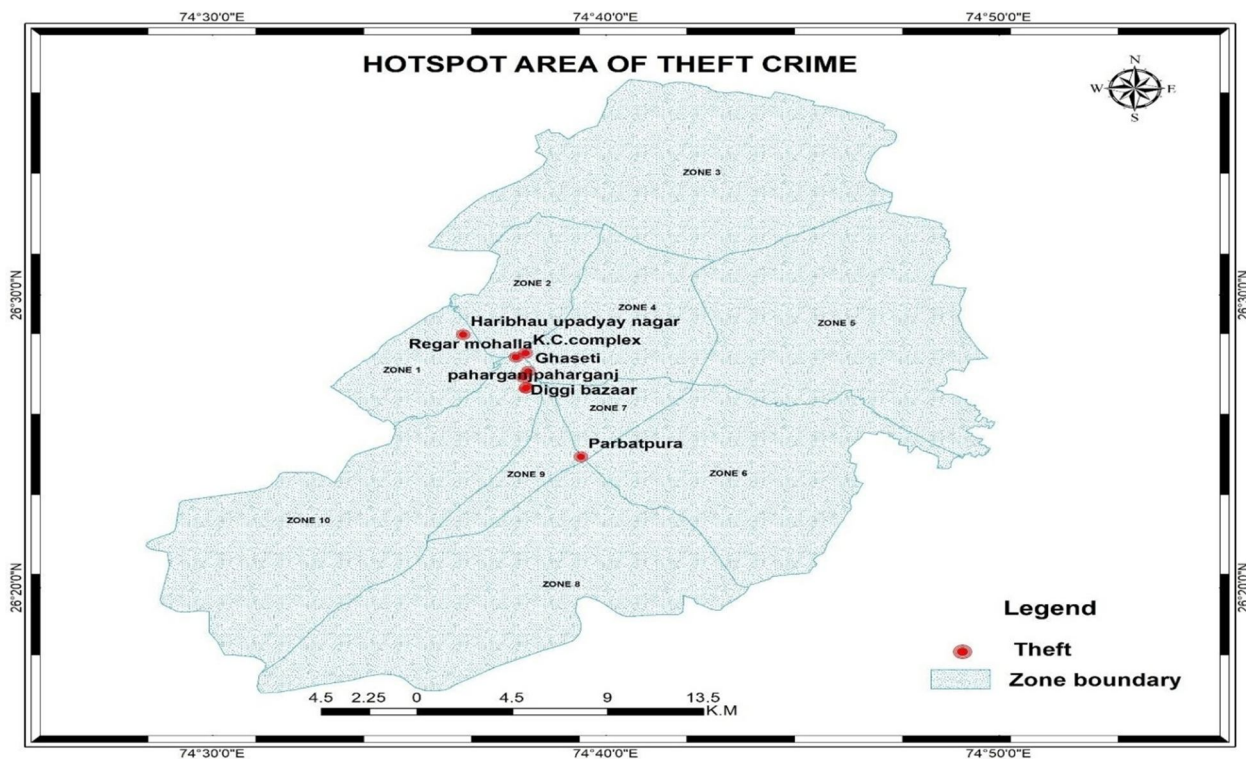 74°30'0"E 74°40'0"E 74°50'0"E
HOTSPOT AREA OF THEFT CRIME
N
W E
S
ZONE 3
ZONE 2
26°30'0"N 26°30'0"N
ZONE 4
Haribhau upadyay nagar
ZONE 5
Regar mohalla K.C.complex
Ghaseti
ZONE 1
paharganj paharganj
Diggi bazaar
ZONE 7
Parbatpura
ZONE 9
ZONE 6
ZONE 10
ZONE 8
26°20'0"N 26°20'0"N
Legend
Theft
Zone boundary
4.5 2.25 0 4.5 9 13.5
K.M
74°30'0"E 74°40'0"E 74°50'0"E